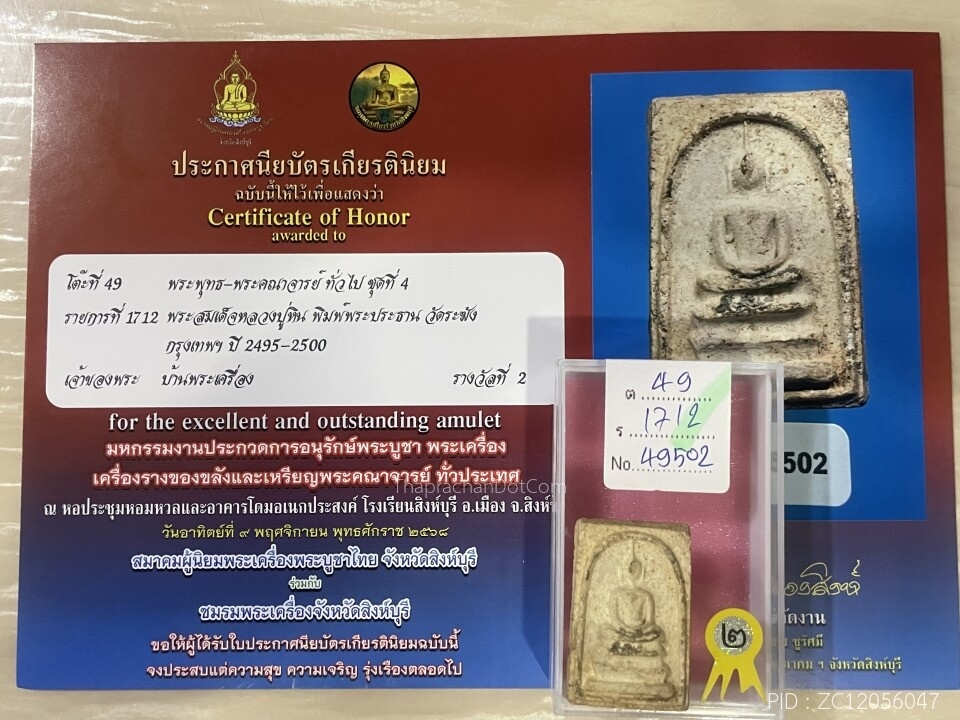 ประกาศนียบัตรเกียรตินิยม
ฉบับนี้ให้ไว้เพื่อแสดงว่า
Certificate of Honor
awarded to
โต๊ะที่ 49 พระพุทธ-พระคณาจารย์ ทั่วไป ชุดที่ 4
รายการที่ 1712 พระสมเด็จหลวงปู่หิน พิมพ์พระประธาน วัดระฆัง
กรุงเทพฯ ปี 2495-2500
เจ้าของพระ บ้านพระเครื่อง รางวัลที่ 2
for the excellent and outstanding amulet
มหกรรมงานประกวดการอนุรักษ์พระบูชา พระเครื่อง
เครื่องรางของขลังและเหรียญพระคณาจารย์ ทั่วประเทศ
ThaprachanDotCom
ณ หอประชุมหอมหวลและอาคารโดมอเนกประสงค์ โรงเรียนสิงห์บุรี อ.เมือง จ.สิงห์
วันอาทิตย์ที่ ๙ พฤศจิกายน พุทธศักราช ๒๕๖๘
สมาคมผู้นิยมพระเครื่องพระบูชาไทย จังหวัดสิงห์บุรี
ร่วมกับ
ชมรมพระเครื่องจังหวัดสิงห์บุรี
ขอให้ผู้ได้รับใบประกาศนียบัตรเกียรตินิยมฉบับนี้
จงประสบแต่ความสุข ความเจริญ รุ่งเรืองตลอดไป
ต 49
ร 1712
No. 49502
502
๒
ชูรัศมี
จังหวัดสิงห์บุรี
PID : ZC12056047